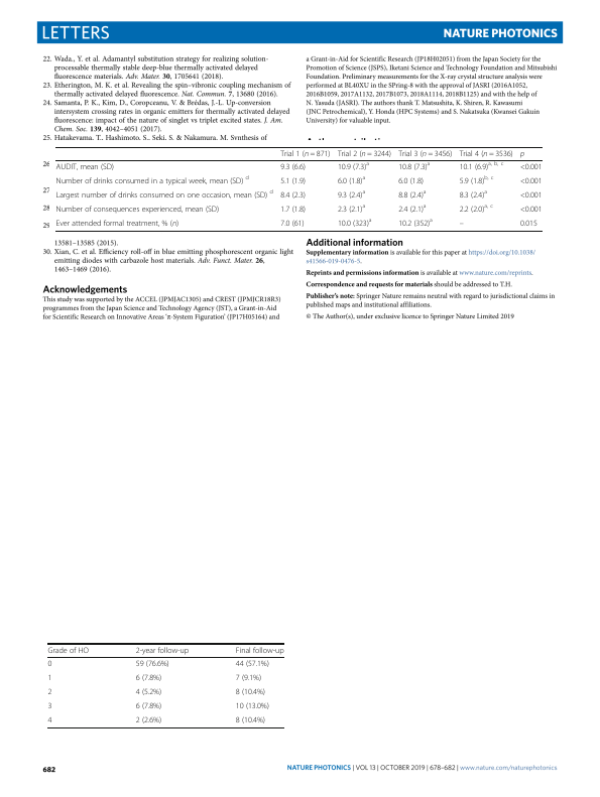 LETTERS
NATURE PHOTONICS
22. Wada., Y. et al. Adamantyl substitution strategy for realizing solution-
processable thermally stable deep-blue thermally activated delayed
fluorescence materials. Adv. Mater. 30, 1705641 (2018).
23. Etherington, M. K. et al. Revealing the spin–vibronic coupling mechanism of
thermally activated delayed fluorescence. Nat. Commun. 7, 13680 (2016).
24. Samanta, P. K., Kim, D., Coropceanu, V. & Brédas, J.-L. Up-conversion
intersystem crossing rates in organic emitters for thermally activated delayed
fluorescence: impact of the nature of singlet vs triplet excited states. J. Am.
Chem. Soc. 139, 4042–4051 (2017).
25. Hatakeyama, T., Hashimoto, S., Seki, S. & Nakamura, M. Synthesis of
a Grant-in-Aid for Scientific Research (JP18H02051) from the Japan Society for the
Promotion of Science (JSPS), Iketani Science and Technology Foundation and Mitsubishi
Foundation. Preliminary measurements for the X-ray crystal structure analysis were
performed at BL40XU in the SPring-8 with the approval of JASRI (2016A1052,
2016B1059, 2017A1132, 2017B1073, 2018A1114, 2018B1125) and with the help of
N. Yasuda (JASRI). The authors thank T. Matsushita, K. Shiren, R. Kawasumi
(JNC Petrochemical), Y. Honda (HPC Systems) and S. Nakatsuka (Kwansei Gakuin
University) for valuable input.
Trial 1 (n = 871) Trial 2 (n = 3244) Trial 3 (n = 3456) Trial 4 (n = 3536) p
26 AUDIT, mean (SD) 9.3 (6.6) 10.9 (7.3)a 10.8 (7.3)a 10.1 (6.9)a, b, c <0.001
Number of drinks consumed in a typical week, mean (SD) d 5.1 (1.9) 6.0 (1.8)a 6.0 (1.8) 5.9 (1.8)b, c <0.001
27 Largest number of drinks consumed on one occasion, mean (SD) d 8.4 (2.3) 9.3 (2.4)a 8.8 (2.4)a 8.3 (2.4)a <0.001
28 Number of consequences experienced, mean (SD) 1.7 (1.8) 2.3 (2.1)a 2.4 (2.1)a 2.2 (2.0)a, c <0.001
29 Ever attended formal treatment, % (n) 7.0 (61) 10.0 (323)a 10.2 (352)a – 0.015
13581–13585 (2015).
30. Xian, C. et al. Efficiency roll-off in blue emitting phosphorescent organic light
emitting diodes with carbazole host materials. Adv. Funct. Mater. 26,
1463–1469 (2016).
Acknowledgements
This study was supported by the ACCEL (JPMJAC1305) and CREST (JPMJCR18R3)
programmes from the Japan Science and Technology Agency (JST), a Grant-in-Aid
for Scientific Research on Innovative Areas 'π-System Figuration' (JP17H05164) and
Additional information
Supplementary information is available for this paper at https://doi.org/10.1038/
s41566-019-0476-5.
Reprints and permissions information is available at www.nature.com/reprints.
Correspondence and requests for materials should be addressed to T.H.
Publisher's note: Springer Nature remains neutral with regard to jurisdictional claims in
published maps and institutional affiliations.
© The Author(s), under exclusive licence to Springer Nature Limited 2019
Grade of HO 2-year follow-up Final follow-up
0 59 (76.6%) 44 (57.1%)
1 6 (7.8%) 7 (9.1%)
2 4 (5.2%) 8 (10.4%)
3 6 (7.8%) 10 (13.0%)
4 2 (2.6%) 8 (10.4%)
682
NATURE PHOTONICS | VOL 13 | OCTOBER 2019 | 678–682 | www.nature.com/naturephotonics